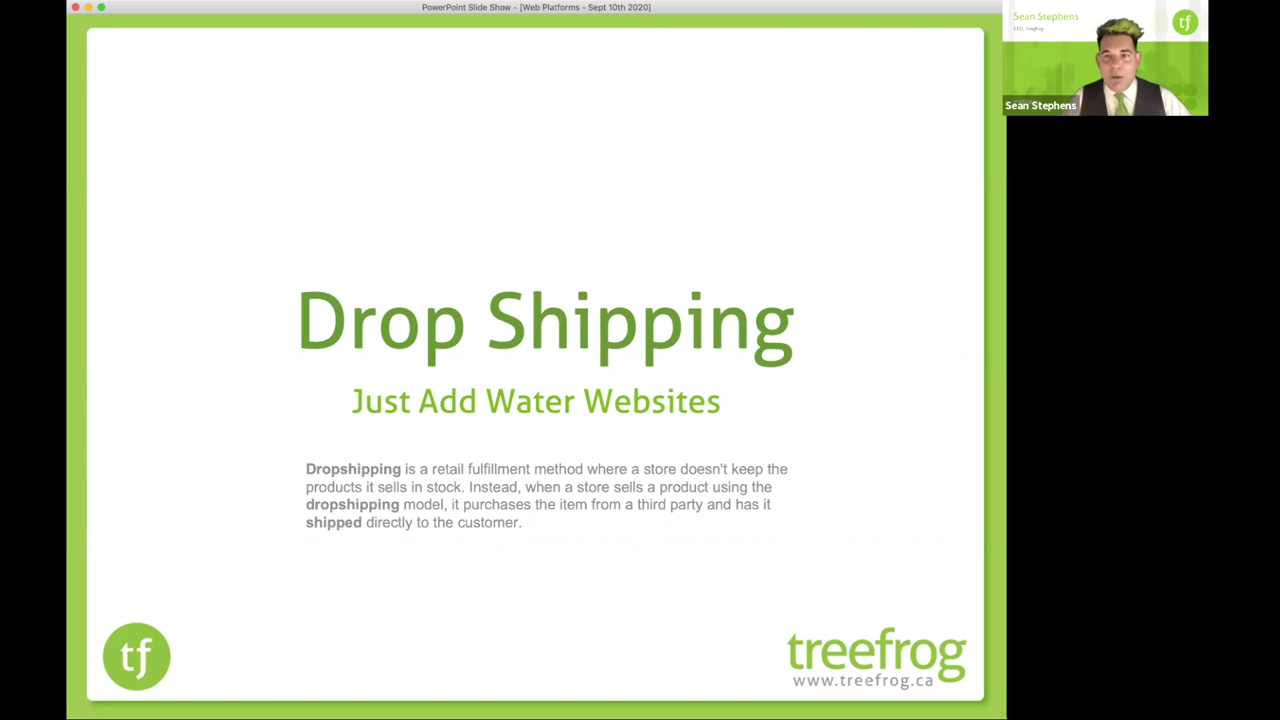 PowerPoint Slide Show - [Web Platforms - Sept 10th 2020]
Sean Stephens
CEO, Treefrog
tf
Sean Stephens
Drop Shipping
Just Add Water Websites
Dropshipping is a retail fulfillment method where a store doesn't keep the
products it sells in stock. Instead, when a store sells a product using the
dropshipping model, it purchases the item from a third party and has it
shipped directly to the customer.
tf
treefrog
www.treefrog.ca